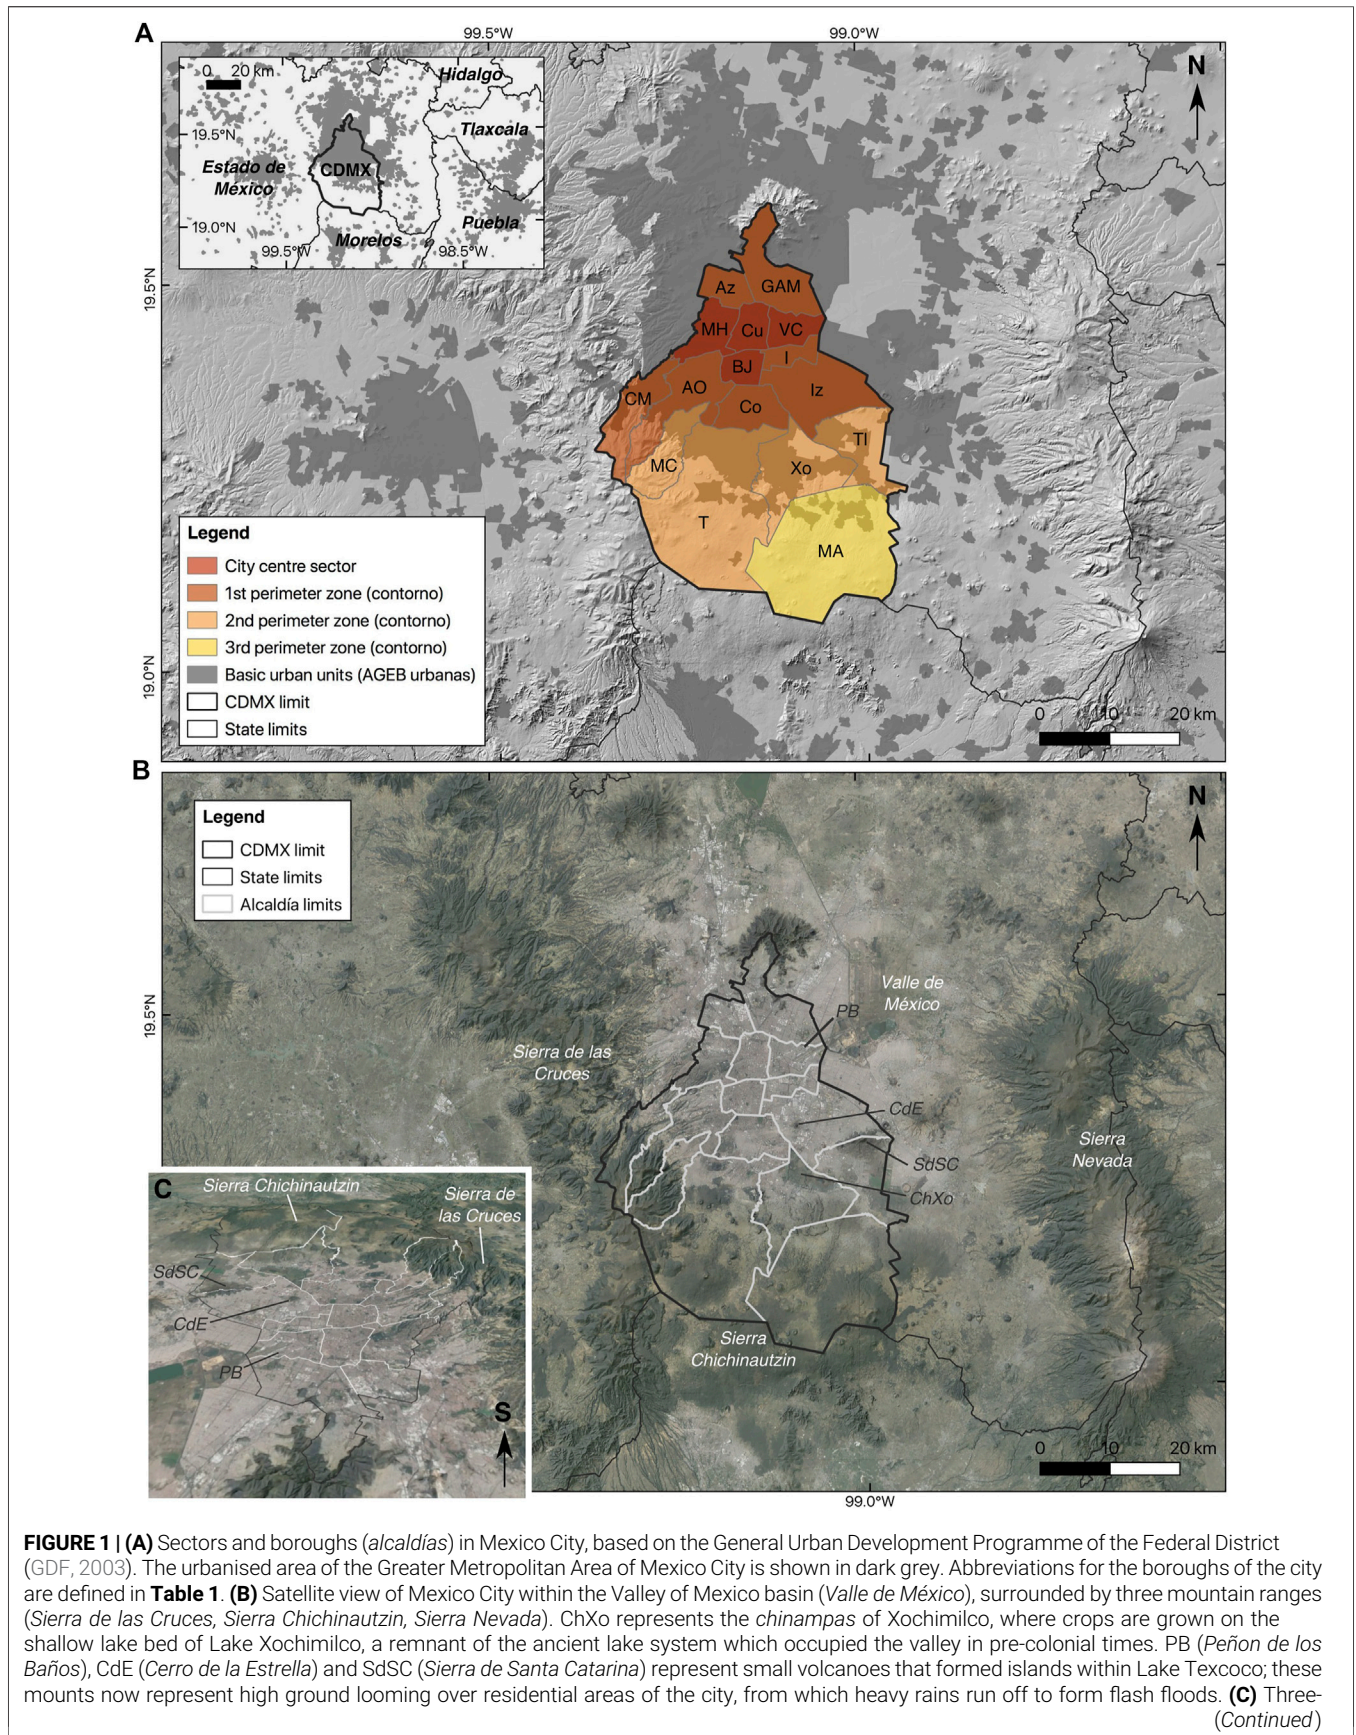 A
99.5°W
99.0°W
0 20 km
Hidalgo
19.5°N
Tlaxcala
Estado de
México
CDMX
19.0°N
Puebla
Morelos
99.5°W
98.5°W
N
19.5°N
Az
GAM
MH
Cu
VC
I
BJ
AO
Iz
CM
Co
Tl
MC
Xo
T
MA
Legend
City centre sector
1st perimeter zone (contorno)
2nd perimeter zone (contorno)
3rd perimeter zone (contorno)
Basic urban units (AGEB urbanas)
CDMX limit
State limits
19.0°N
0 10 20 km
B
Legend
CDMX limit
State limits
Alcaldía limits
N
19.5°N
Valle de
México
PB
Sierra de las
Cruces
CdE
Sierra
Nevada
SdSC
ChXo
Sierra
Chichinautzin
0 10 20 km
99.0°W
C
Sierra Chichinautzin
Sierra de
las Cruces
SdSC
CdE
PB
S
FIGURE 1 | (A) Sectors and boroughs (alcaldías) in Mexico City, based on the General Urban Development Programme of the Federal District
(GDF, 2003). The urbanised area of the Greater Metropolitan Area of Mexico City is shown in dark grey. Abbreviations for the boroughs of the city
are defined in Table 1. (B) Satellite view of Mexico City within the Valley of Mexico basin (Valle de México), surrounded by three mountain ranges
(Sierra de las Cruces, Sierra Chichinautzin, Sierra Nevada). ChXo represents the chinampas of Xochimilco, where crops are grown on the
shallow lake bed of Lake Xochimilco, a remnant of the ancient lake system which occupied the valley in pre-colonial times. PB (Peñon de los
Baños), CdE (Cerro de la Estrella) and SdSC (Sierra de Santa Catarina) represent small volcanoes that formed islands within Lake Texcoco; these
mounts now represent high ground looming over residential areas of the city, from which heavy rains run off to form flash floods. (C) Three-
(Continued)